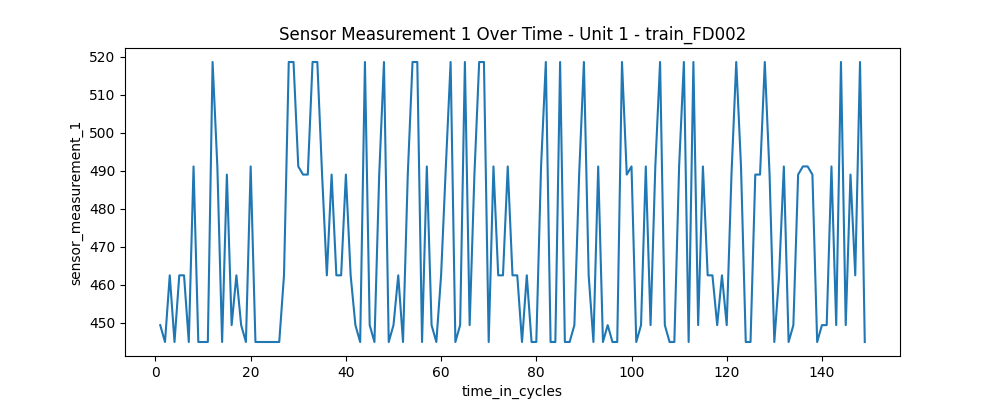 Sensor Measurement 1 Over Time - Unit 1 - train_FD002
sensor_measurement_1
520
510
500
490
480
470
460
450
0 20 40 60 80 100 120 140
time_in_cycles